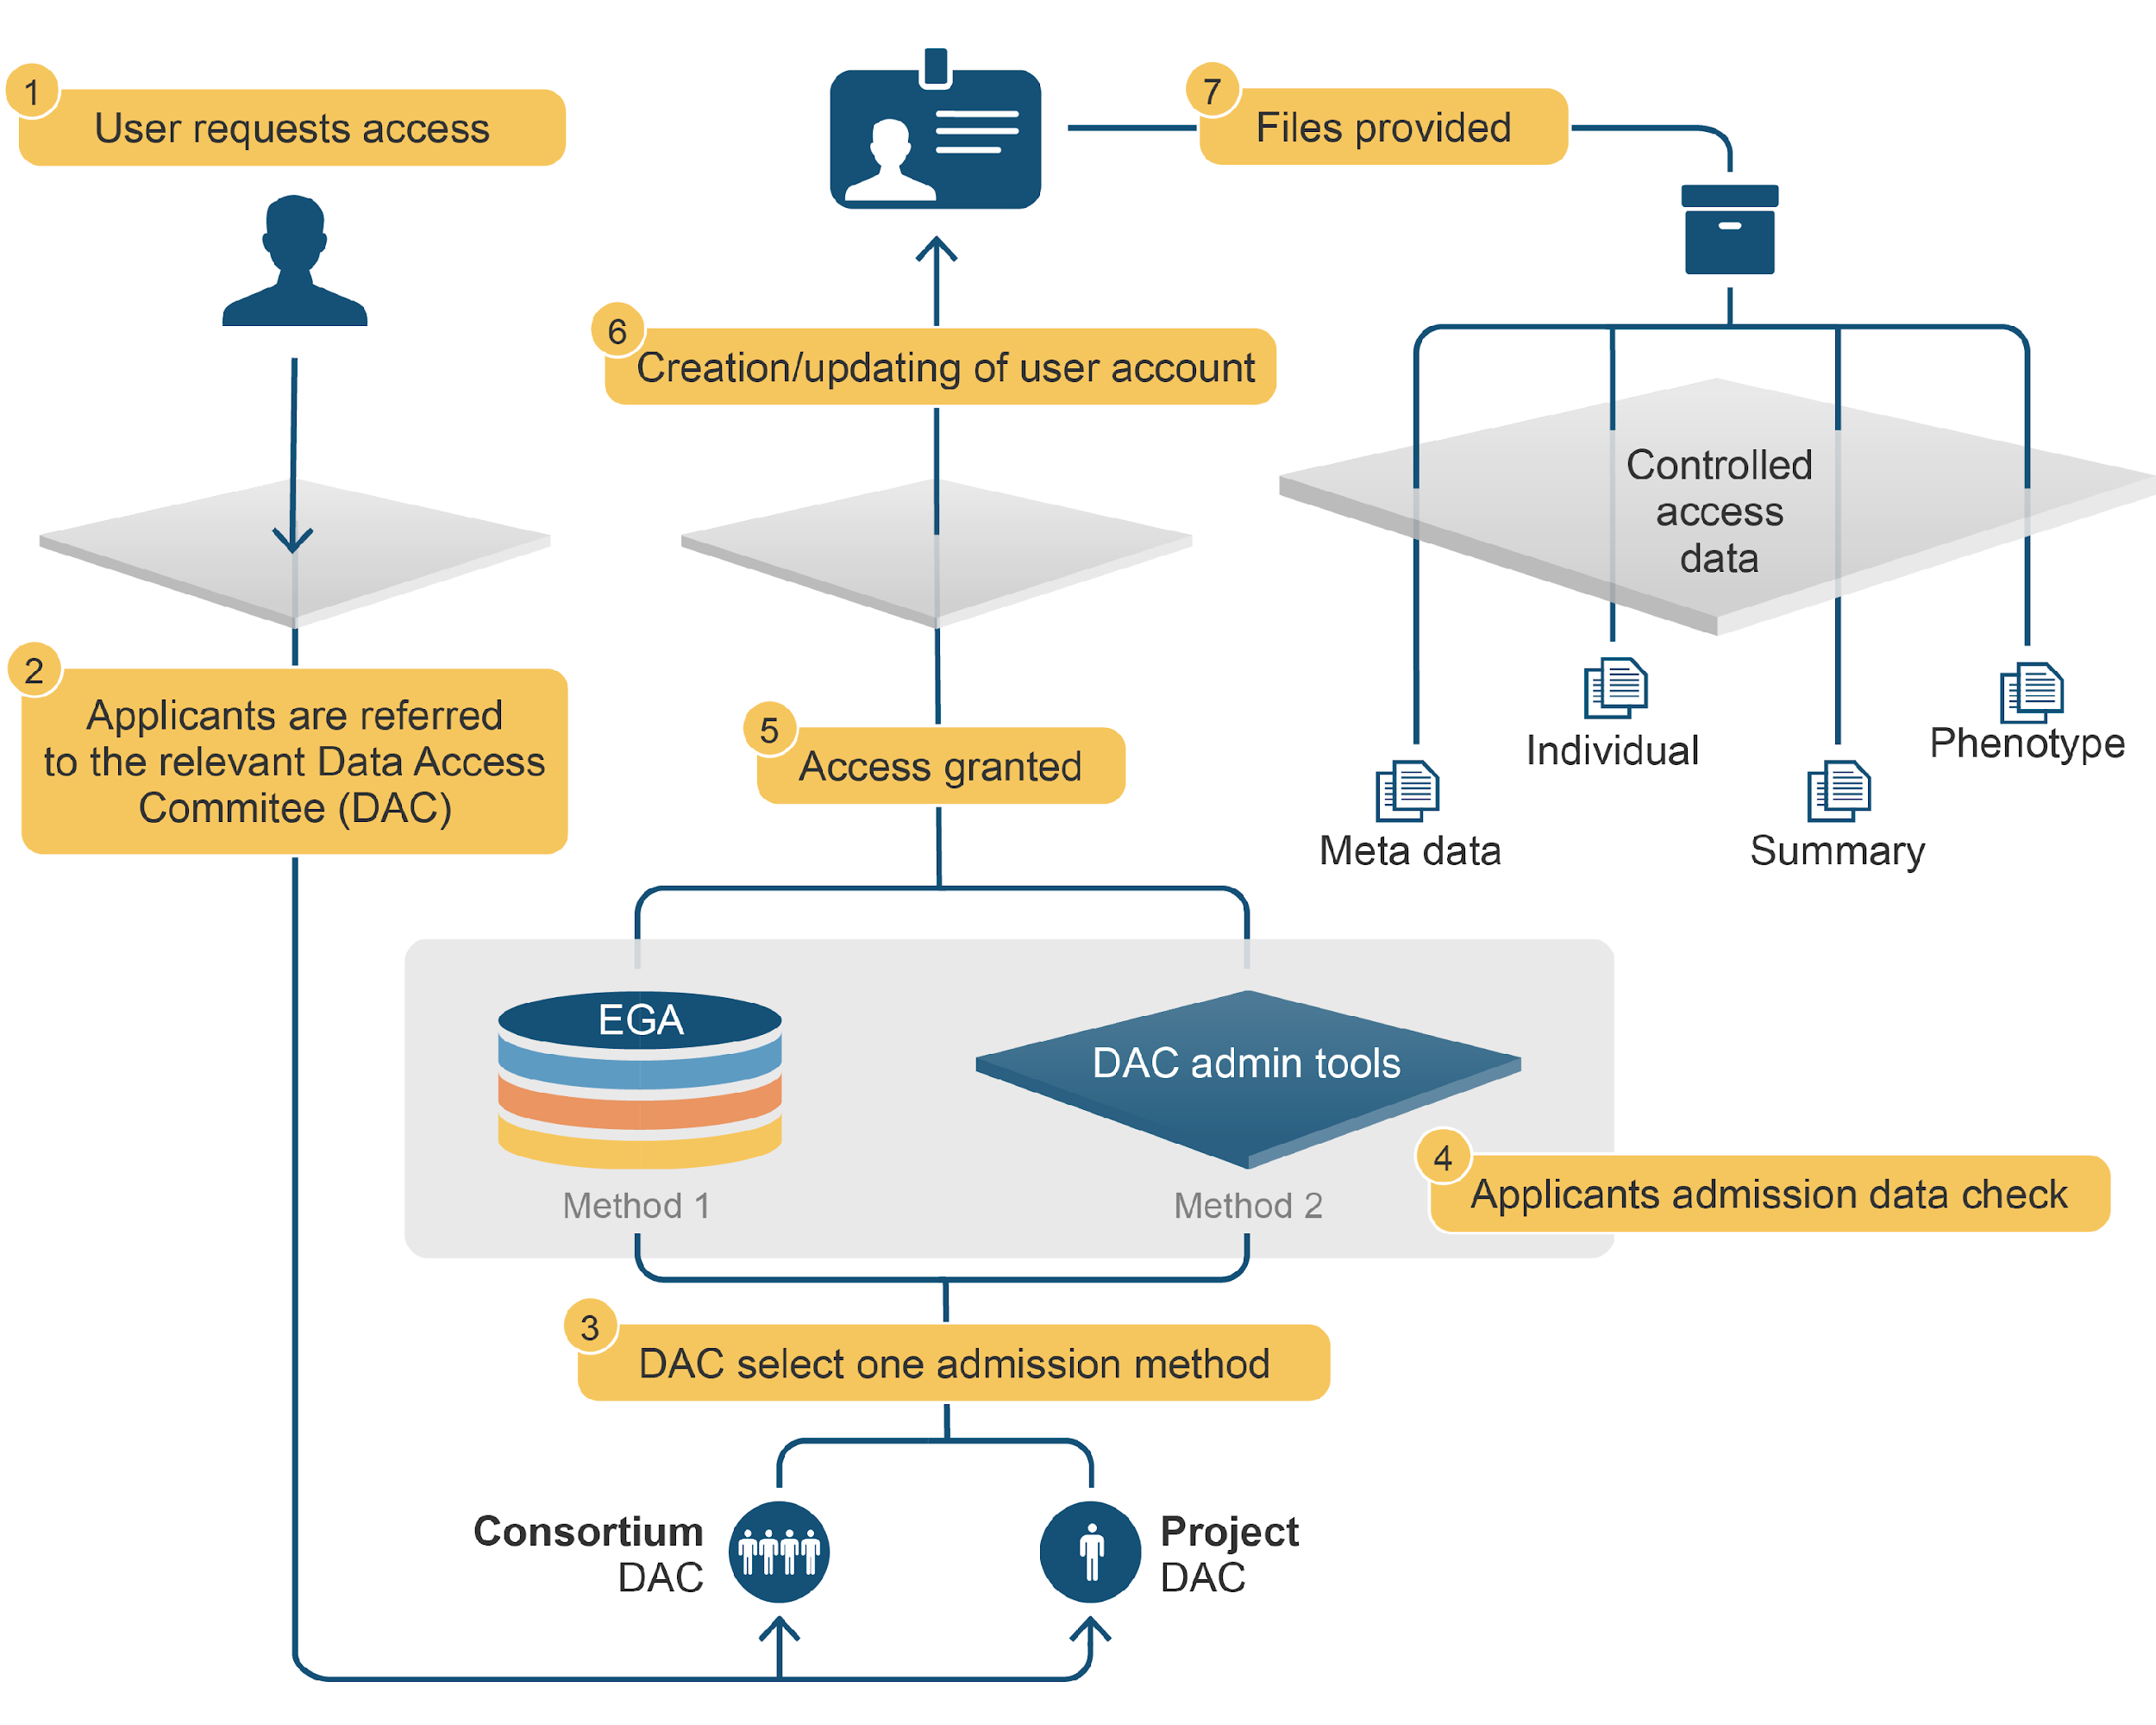 1
User requests access
2
Applicants are referred
to the relevant Data Access
Commitee (DAC)
Consortium
DAC
Project
DAC
3
DAC select one admission method
EGA
Method 1
DAC admin tools
Method 2
4
Applicants admission data check
5
Access granted
6
Creation/updating of user account
7
Files provided
Controlled
access
data
Meta data
Individual
Summary
Phenotype